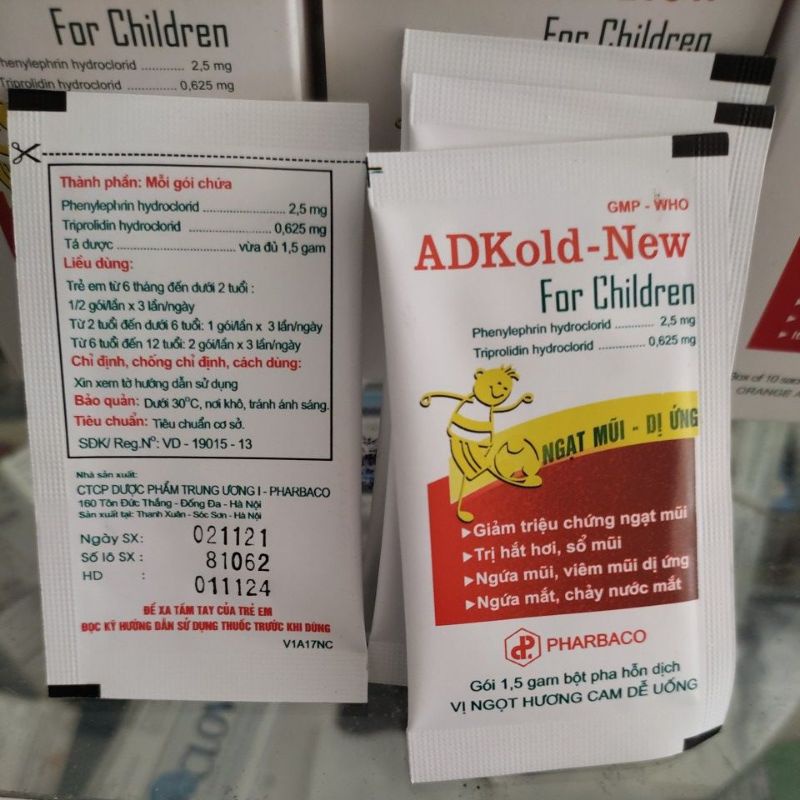 For Children
Phenylephrin hydroclorid ............ 2,5 mg
Triprolidin hydroclorid .............. 0,625 mg
For Children
Thành phần: Mỗi gói chứa
Phenylephrin hydroclorid ...................... 2,5 mg
Triprolidin hydroclorid ...................... 0,625 mg
Tá dược ............................ vừa đủ 1,5 gam
Liều dùng:
Trẻ em từ 6 tháng đến dưới 2 tuổi :
1/2 gói/lần x 3 lần/ngày
Từ 2 tuổi đến dưới 6 tuổi: 1 gói/lần x 3 lần/ngày
Từ 6 tuổi đến 12 tuổi: 2 gói/lần x 3 lần/ngày
Chỉ định, chống chỉ định, cách dùng:
Xin xem tờ hướng dẫn sử dụng
Bảo quản: Dưới 30°C, nơi khô, tránh ánh sáng.
Tiêu chuẩn: Tiêu chuẩn cơ sở.
SĐK/ Reg.Nº: VD - 19015 - 13
Nhà sản xuất:
CTCP DƯỢC PHẨM TRUNG ƯƠNG I - PHARBACO
160 Tôn Đức Thắng - Đống Đa - Hà Nội
Sản xuất tại: Thanh Xuân - Sóc Sơn - Hà Nội
Ngày SX: 021121
Số lô SX : 81062
HD : 011124
ĐỂ XA TẦM TAY CỦA TRẺ EM
ĐỌC KỸ HƯỚNG DẪN SỬ DỤNG THUỐC TRƯỚC KHI DÙNG
V1A17NC
GMP - WHO
ADKold-New
For Children
Phenylephrin hydroclorid ............ 2,5 mg
Triprolidin hydroclorid .............. 0,625 mg
NGẠT MŨI - DỊ ỨNG
▸Giảm triệu chứng ngạt mũi
▸Trị hắt hơi, sổ mũi
▸Ngứa mũi, viêm mũi dị ứng
▸Ngứa mắt, chảy nước mắt
PHARBACO
Gói 1,5 gam bột pha hỗn dịch
VỊ NGỌT HƯƠNG CAM DỄ UỐNG
Box of 10
ORANGE